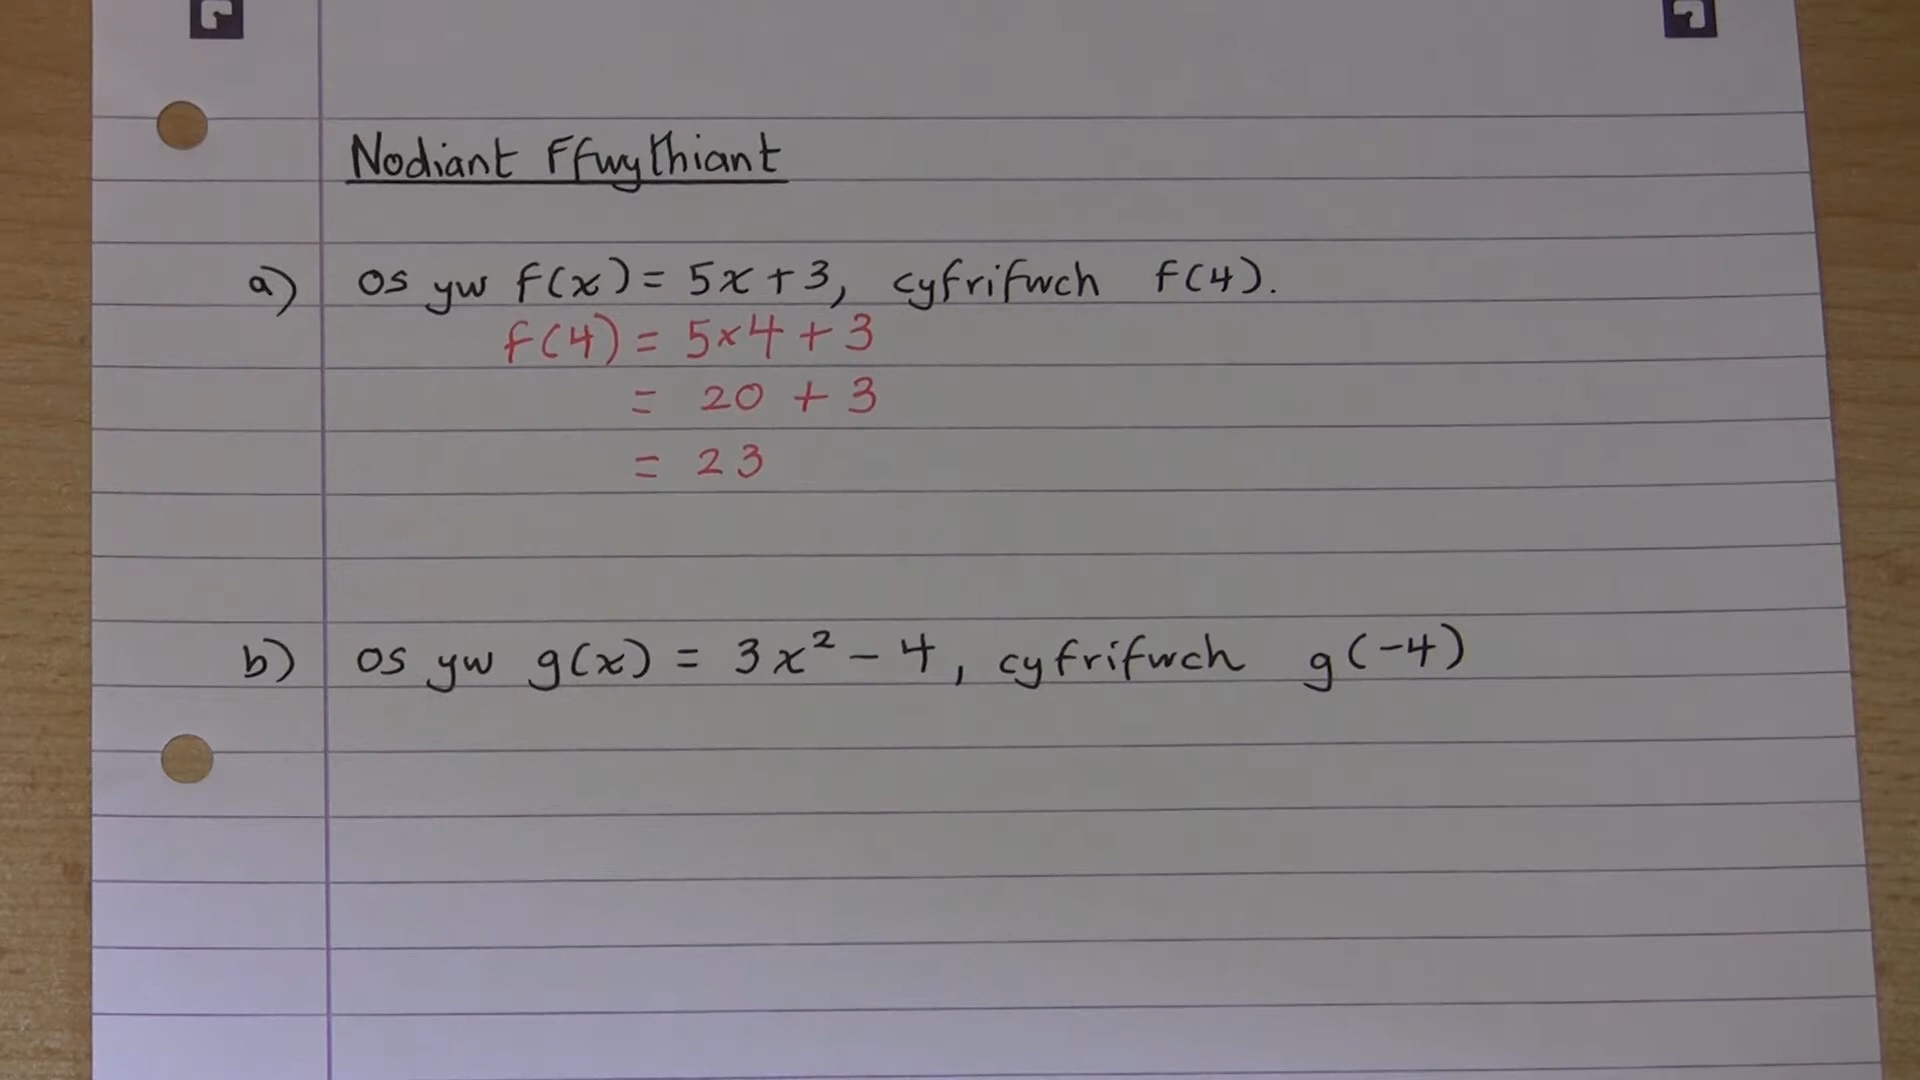 Nodiant Ffwythiant
a) Os yw f(x) = 5x + 3, cyfrifwch f(4).
f(4) = 5×4 + 3
= 20 + 3
= 23
b) Os yw g(x) = 3x² - 4, cyfrifwch g(-4)